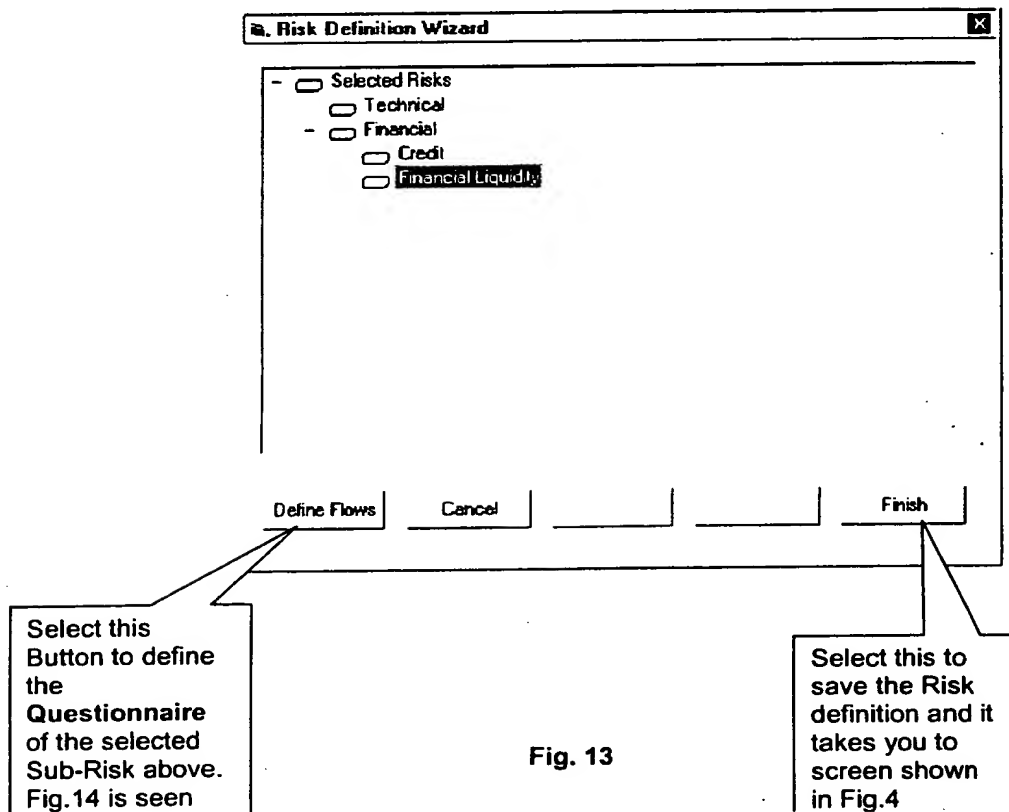 Risk Definition Wizard
- Selected Risks
Technical
- Financial
Credit
Financial Liquidity
Define Flows
Cancel
Finish
Select this
Button to define
the
Questionnaire
of the selected
Sub-Risk above.
Fig.14 is seen
Fig. 13
Select this to
save the Risk
definition and it
takes you to
screen shown
in Fig.4